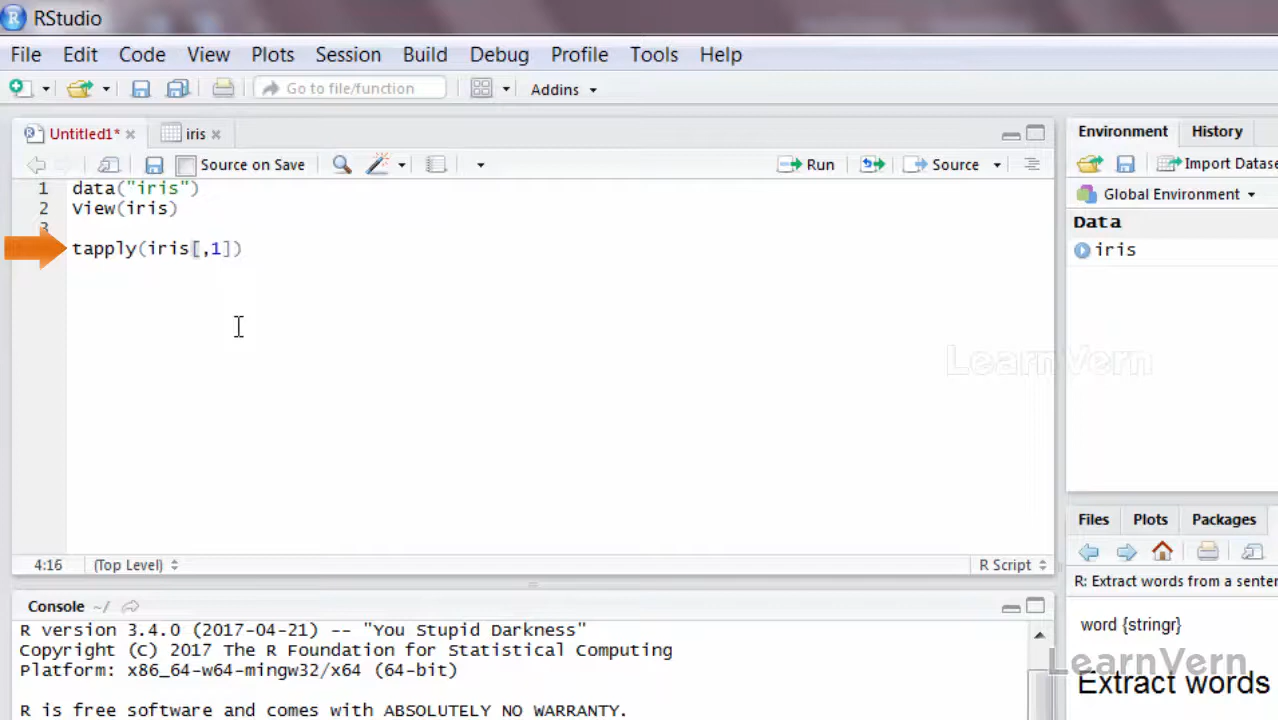 RStudio
File Edit Code View Plots Session Build Debug Profile Tools Help
Go to file/function Addins
Untitled1* iris
Source on Save Run Source
1 data("iris")
2 View(iris)
3
tapply(iris[,1])
4:16 (Top Level) R Script
Console ~/
R version 3.4.0 (2017-04-21) -- "You Stupid Darkness"
Copyright (C) 2017 The R Foundation for Statistical Computing
Platform: x86_64-w64-mingw32/x64 (64-bit)
R is free software and comes with ABSOLUTELY NO WARRANTY.
Environment History
Import Datase
Global Environment
Data
iris
LearnVern
Files Plots Packages
R: Extract words from a senter
word {stringr}
LearnVern
Extract words